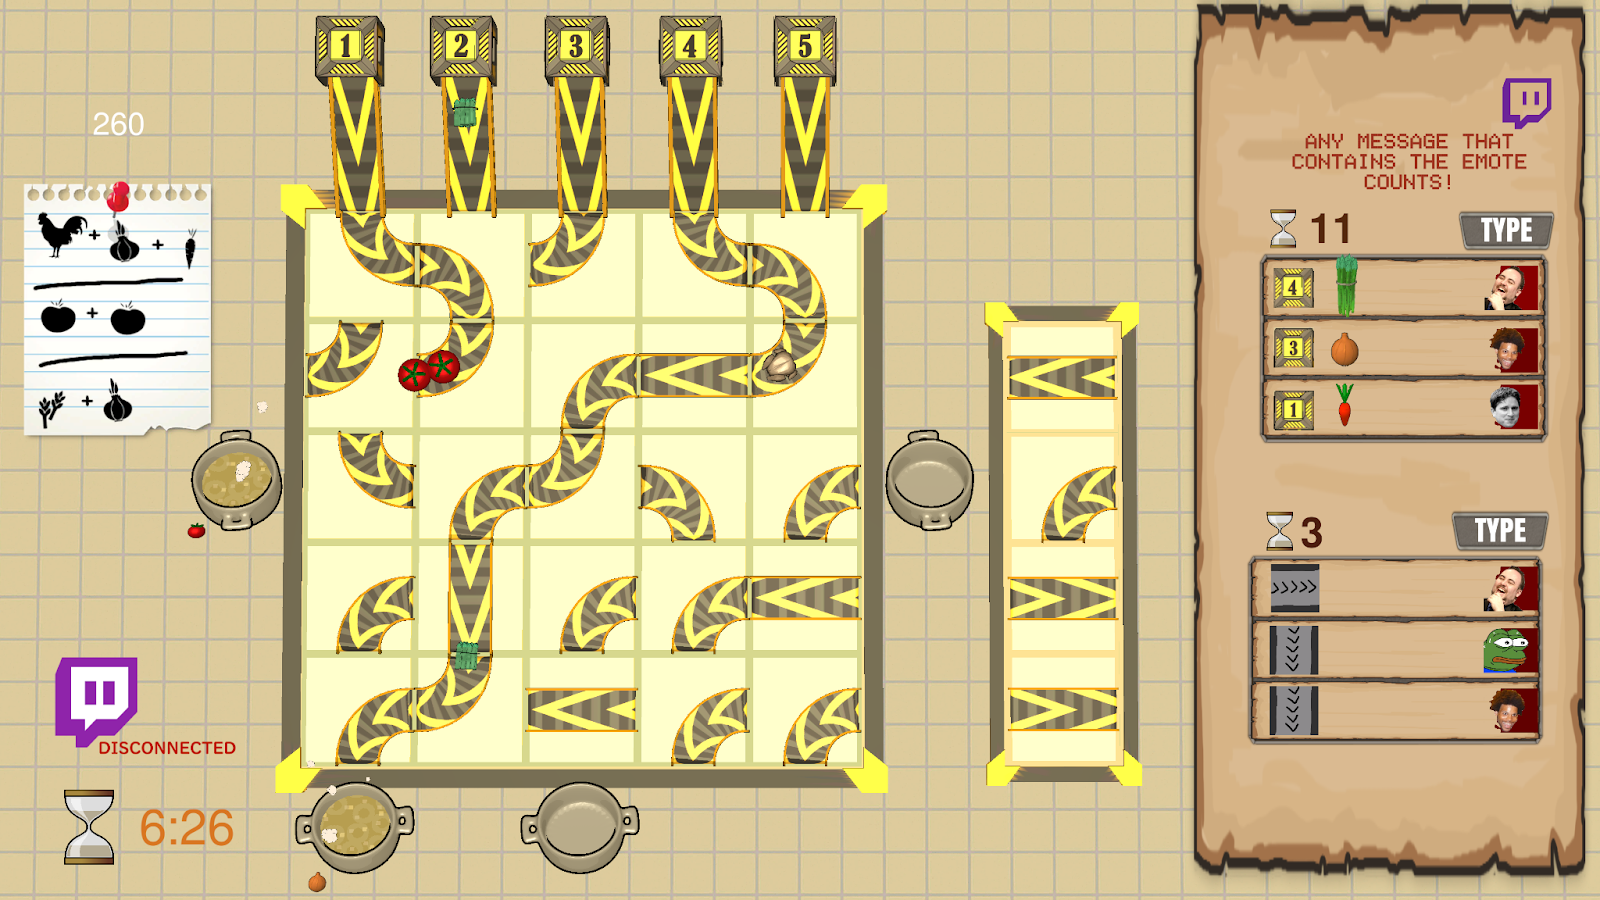 1 2 3 4 5
260
ANY MESSAGE THAT
CONTAINS THE EMOTE
COUNTS!
11 TYPE
4
3
1
3 TYPE
DISCONNECTED
6:26